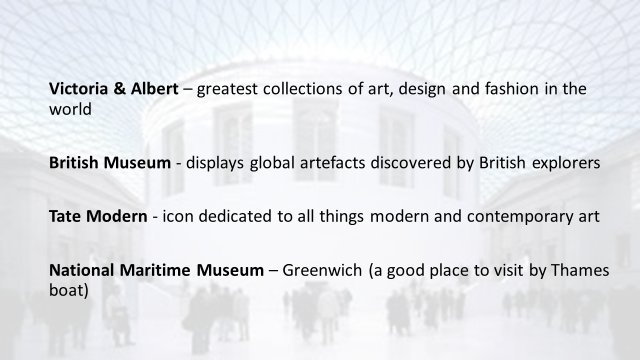 Victoria & Albert – greatest collections of art, design and fashion in the
world
British Museum - displays global artefacts discovered by British explorers
Tate Modern - icon dedicated to all things modern and contemporary art
National Maritime Museum – Greenwich (a good place to visit by Thames
boat)